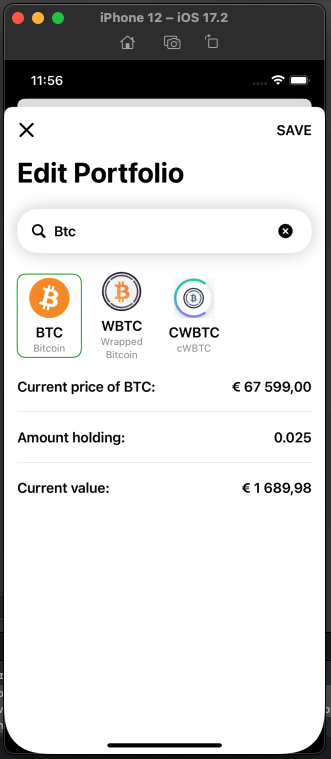 iPhone 12 – iOS 17.2
11:56
SAVE
Edit Portfolio
Btc
BTC
Bitcoin
WBTC
Wrapped
Bitcoin
CWBTC
cWBTC
Current price of BTC: € 67 599,00
Amount holding: 0.025
Current value: € 1 689,98